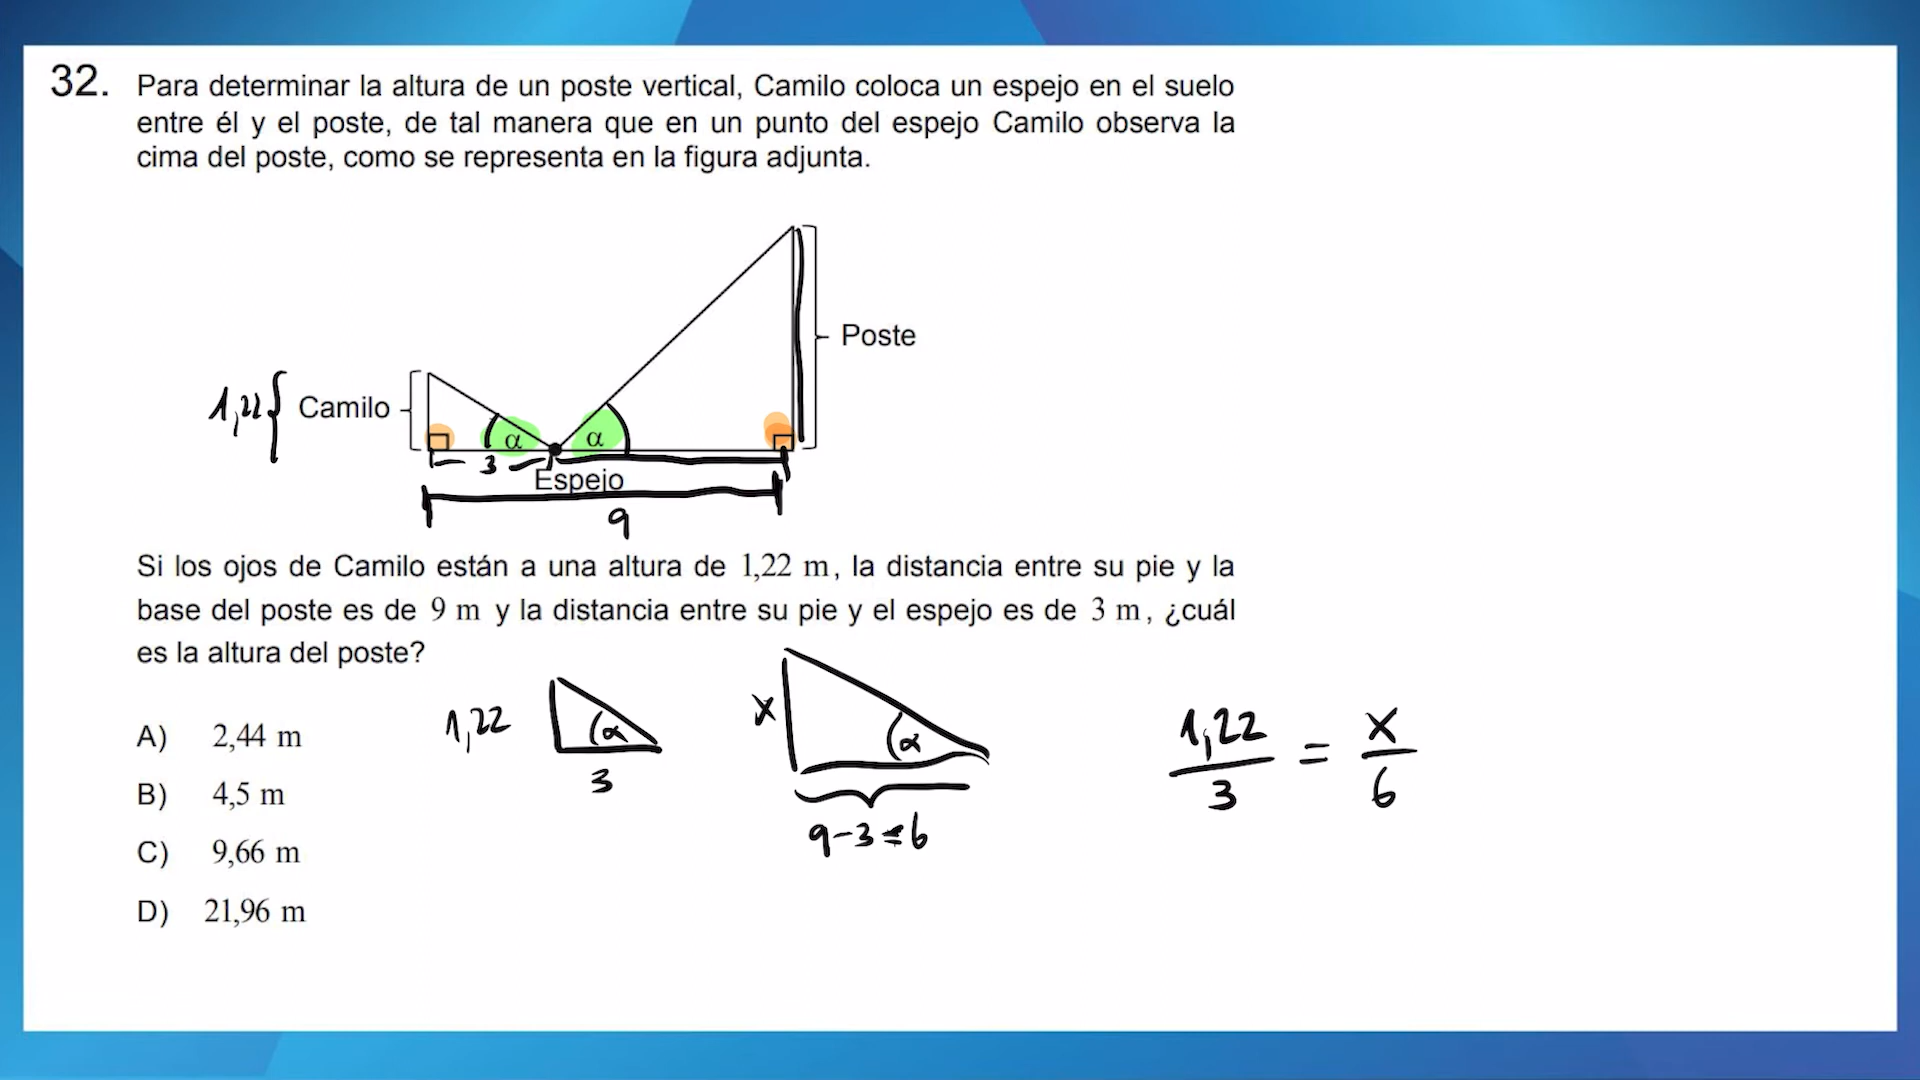 32. Para determinar la altura de un poste vertical, Camilo coloca un espejo en el suelo
entre él y el poste, de tal manera que en un punto del espejo Camilo observa la
cima del poste, como se representa en la figura adjunta.
Poste
1,22 { Camilo
α α
3
Espejo
9
Si los ojos de Camilo están a una altura de 1,22 m, la distancia entre su pie y la
base del poste es de 9 m y la distancia entre su pie y el espejo es de 3 m, ¿cuál
es la altura del poste?
A) 2,44 m
B) 4,5 m
C) 9,66 m
D) 21,96 m
1,22 α
3
x α
9-3=6
1,22/3 = x/6